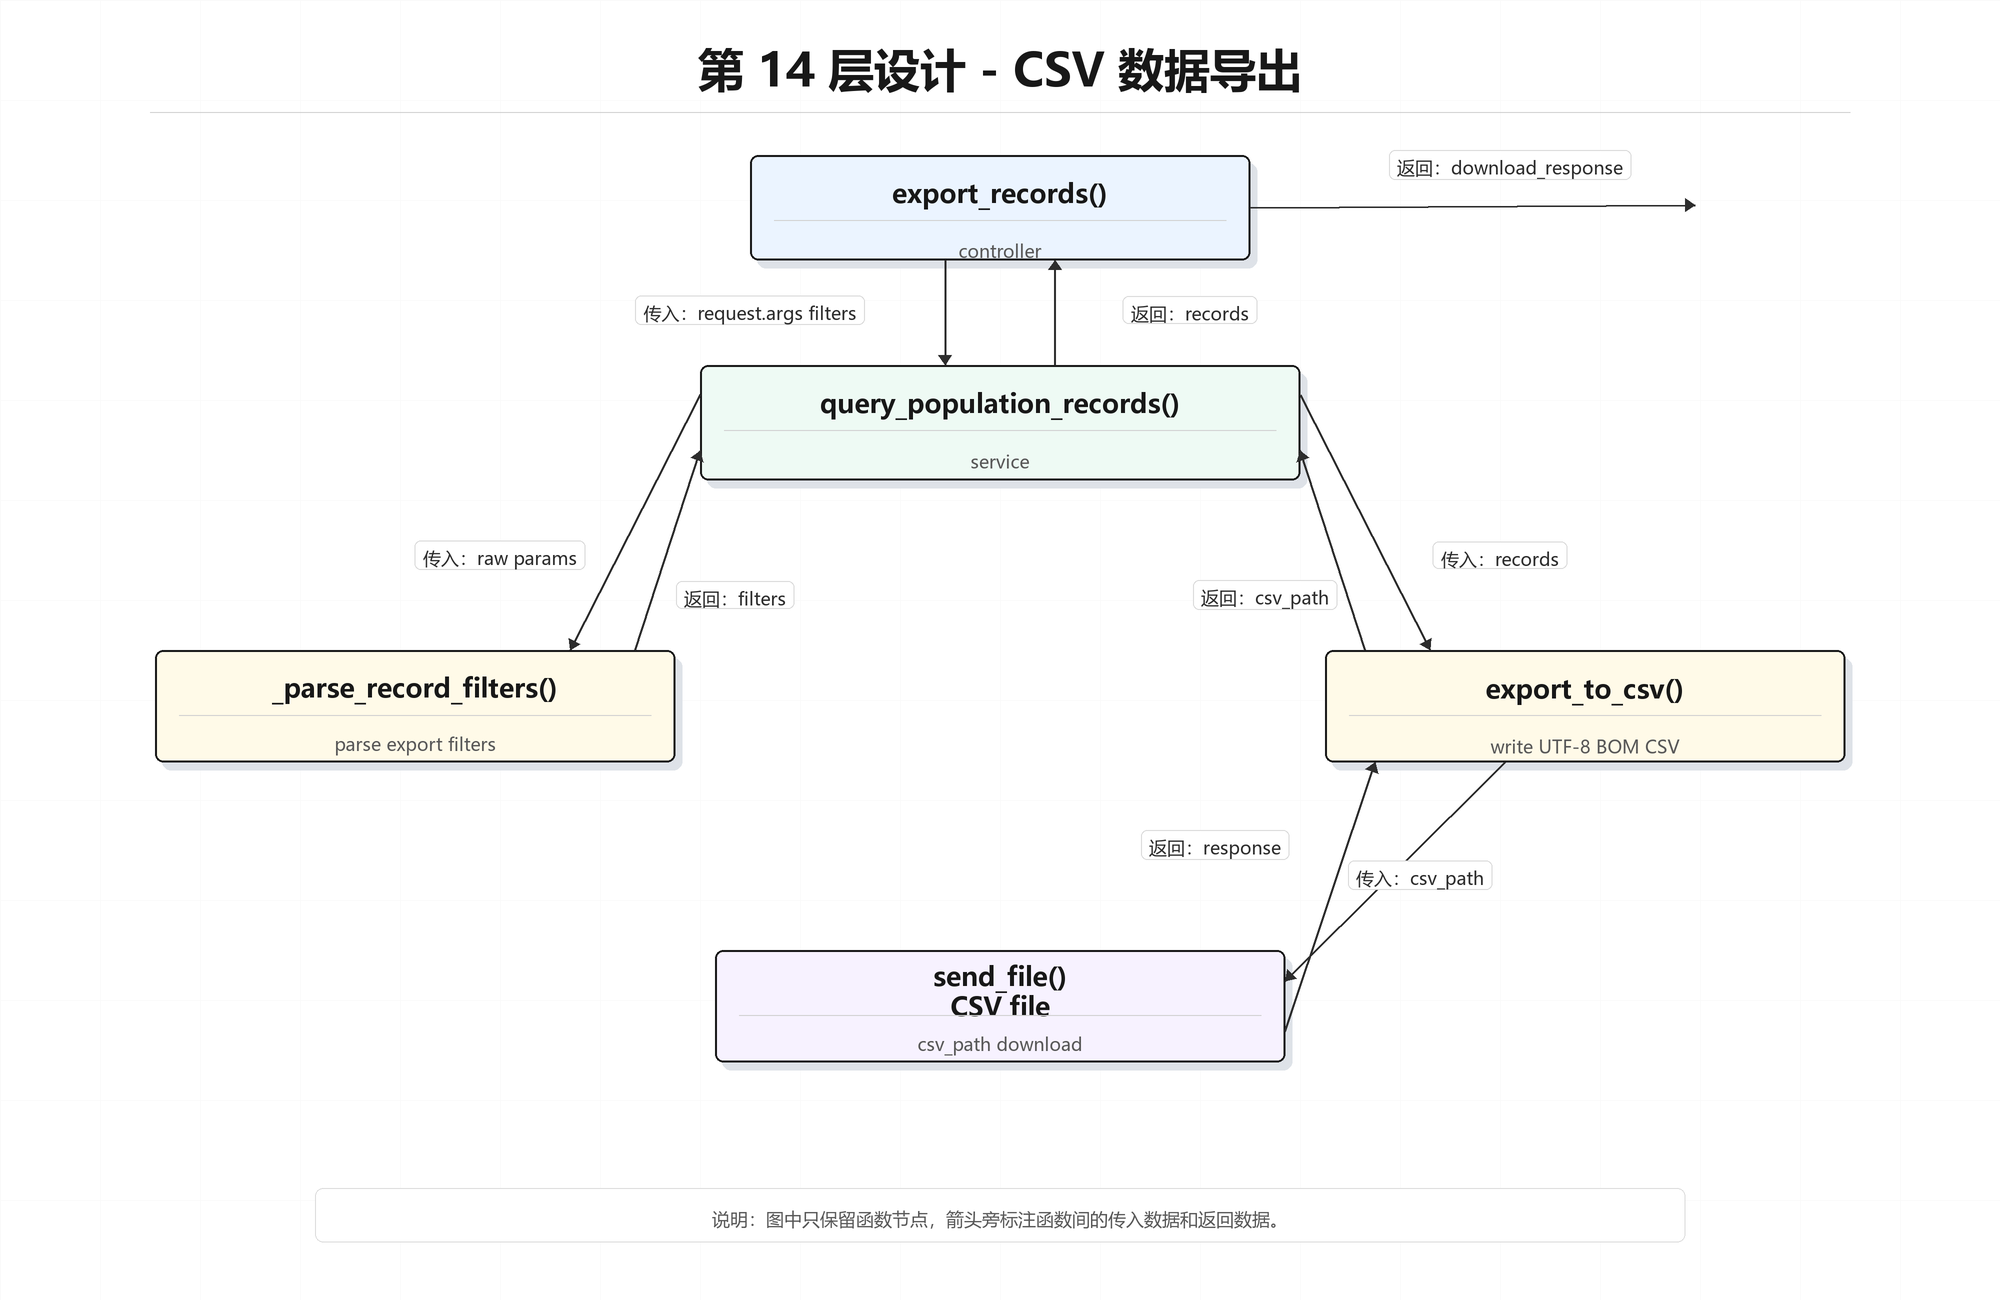 第 14 层设计 - CSV 数据导出
返回：download_response
export_records()
controller
传入：request.args filters
返回：records
query_population_records()
service
传入：raw params
返回：filters
返回：csv_path
传入：records
_parse_record_filters()
parse export filters
export_to_csv()
write UTF-8 BOM CSV
返回：response
传入：csv_path
send_file()
CSV file
csv_path download
说明：图中只保留函数节点，箭头旁标注函数间的传入数据和返回数据。